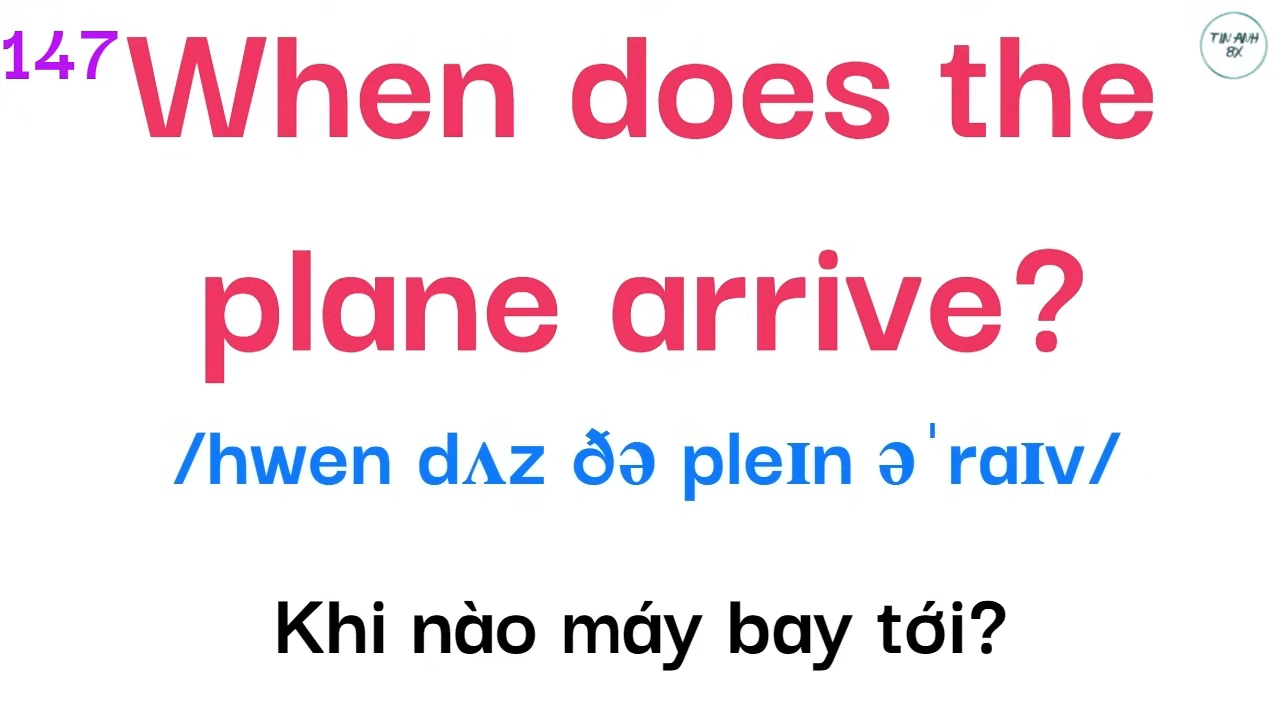 147
When does the
plane arrive?
/hwen dʌz ðə pleɪn əˈraɪv/
Khi nào máy bay tới?
TIN ANH
8X